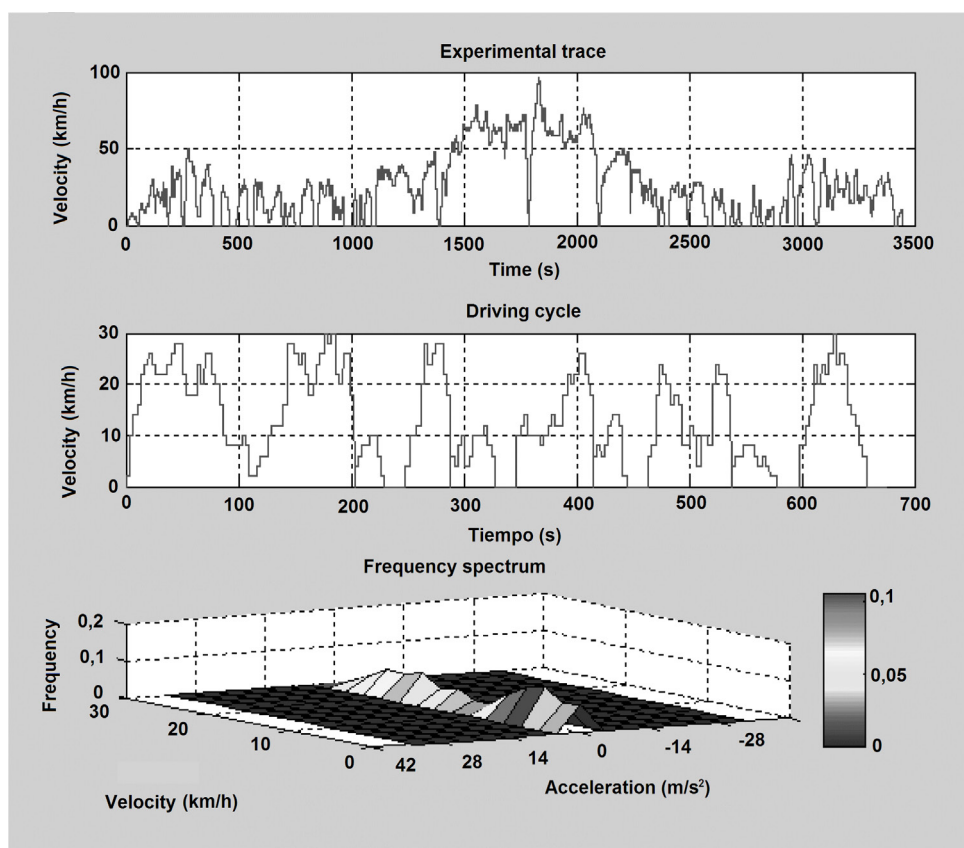 Experimental trace
100
50
0
Velocity (km/h)
0 500 1000 1500 2000 2500 3000 3500
Time (s)
Driving cycle
30
20
10
0
Velocity (km/h)
0 100 200 300 400 500 600 700
Tiempo (s)
Frequency spectrum
0,2
0,1
0
Frequency
30
20
10
0
Velocity (km/h)
42 28 14 0 -14 -28
Acceleration (m/s²)
0,1
0,05
0